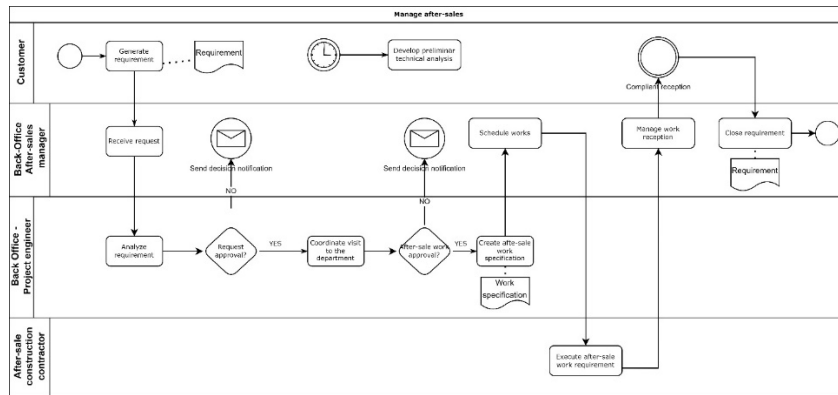 Manage after-sales
Customer
Generate
requirement
Requirement
Develop preliminar
technical analysis
Compliant reception
Back-Office
After-sales
manager
Receive request
Send decision notification
NO
Send decision notification
NO
Schedule works
Manage work
reception
Close requirement
Requirement
Back Office -
Project engineer
Analyze
requirement
Request
approval?
YES
Coordinate visit
to the
department
After-sale work
approval?
YES
Create afte-sale
work
specification
Work
specification
After-sale
construction
contractor
Execute after-sale
work requirement